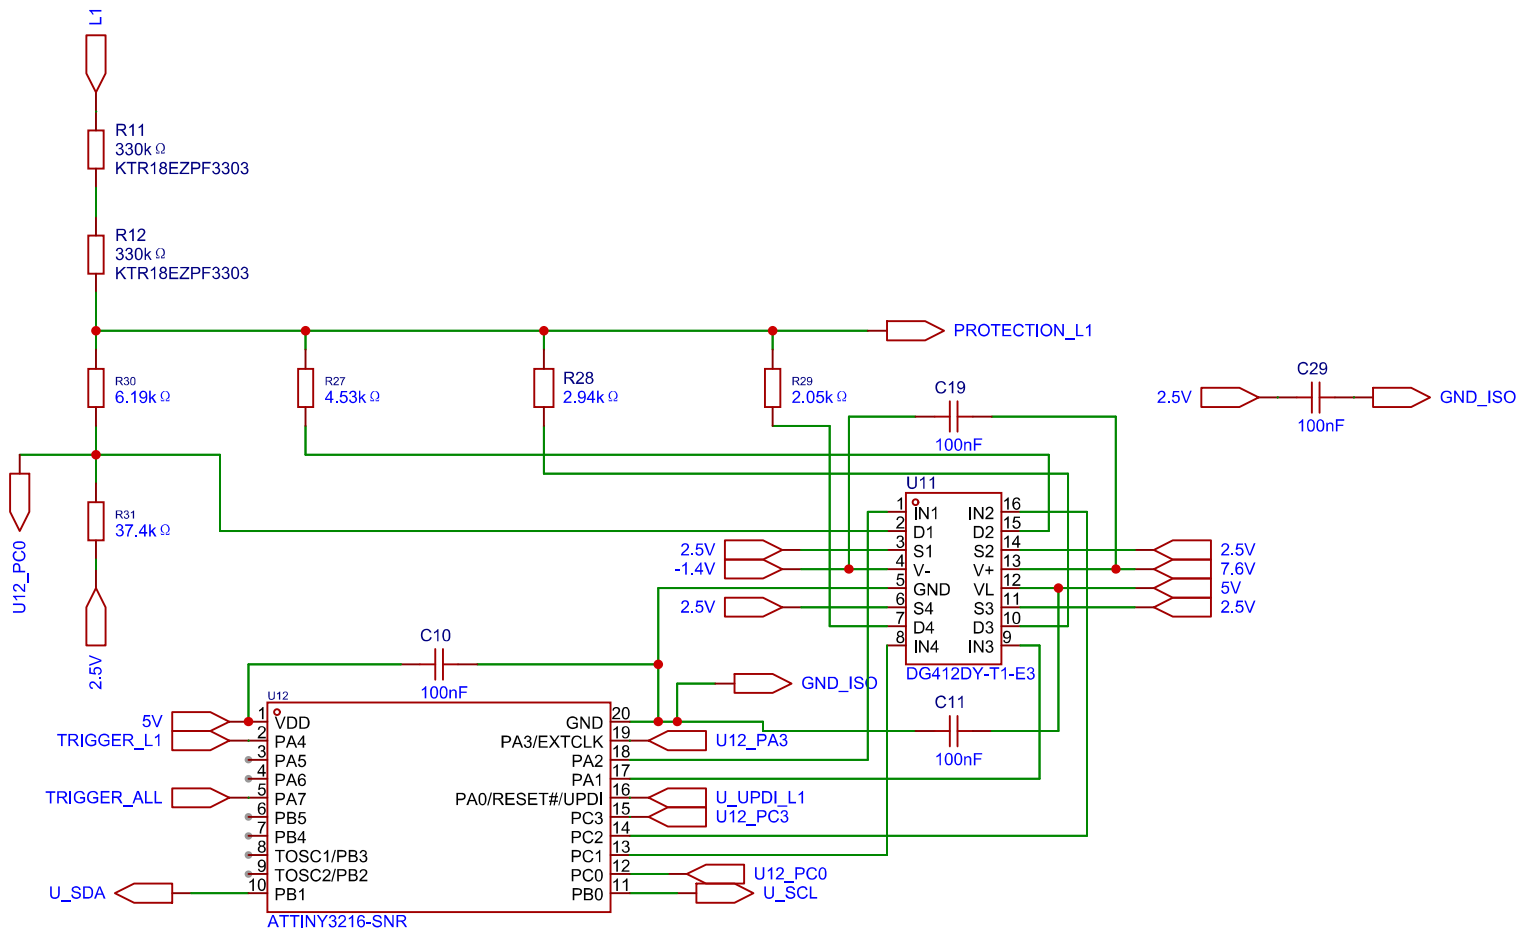 L1
R11
330kΩ
KTR18EZPF3303
R12
330kΩ
KTR18EZPF3303
PROTECTION_L1
R30
6.19kΩ
R27
4.53kΩ
R28
2.94kΩ
R29
2.05kΩ
C19
100nF
2.5V
C29
100nF
GND_ISO
R31
37.4kΩ
U12_PC0
2.5V
U11
1
IN1
2
D1
3
S1
4
V-
5
GND
6
S4
7
D4
8
IN4
16
IN2
15
D2
14
S2
13
V+
12
VL
11
S3
10
D3
9
IN3
DG412DY-T1-E3
2.5V
-1.4V
2.5V
2.5V
7.6V
5V
2.5V
C10
100nF
GND_ISO
C11
100nF
U12
5V
TRIGGER_L1
TRIGGER_ALL
U_SDA
1
VDD
2
PA4
3
PA5
4
PA6
5
PA7
6
PB5
7
PB4
8
TOSC1/PB3
9
TOSC2/PB2
10
PB1
GND
20
PA3/EXTCLK
19
PA2
18
PA1
17
PA0/RESET#/UPDI
16
PC3
15
PC2
14
PC1
13
PC0
12
PB0
11
U12_PA3
U_UPDI_L1
U12_PC3
U12_PC0
U_SCL
ATTINY3216-SNR